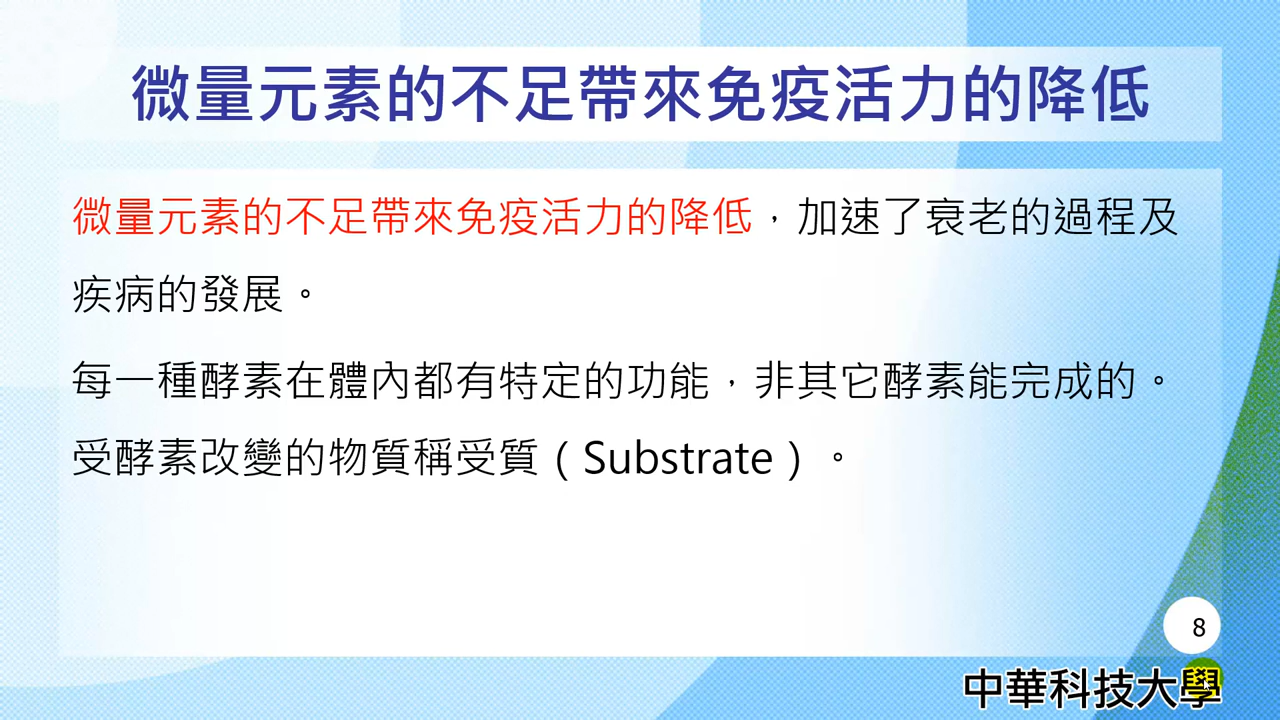 微量元素的不足帶來免疫活力的降低
微量元素的不足帶來免疫活力的降低，加速了衰老的過程及
疾病的發展。
每一種酵素在體內都有特定的功能，非其它酵素能完成的。
受酵素改變的物質稱受質（Substrate）。
8
中華科技大學